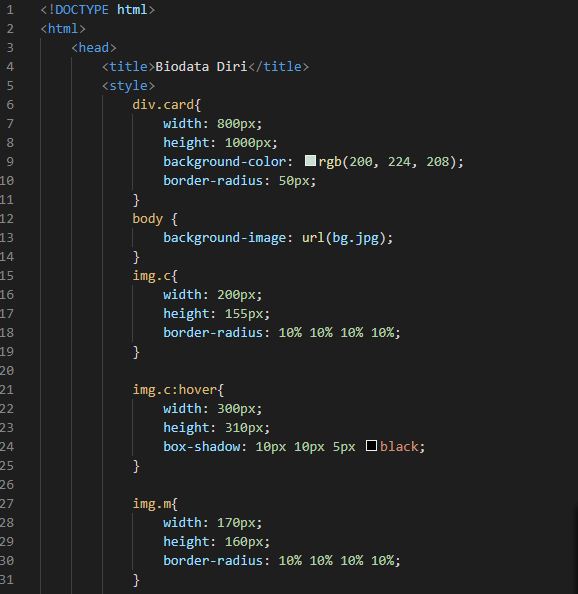 1 <!DOCTYPE html>
2 <html>
3 <head>
4 <title>Biodata Diri</title>
5 <style>
6 div.card{
7 width: 800px;
8 height: 1000px;
9 background-color: rgb(200, 224, 208);
10 border-radius: 50px;
11 }
12 body {
13 background-image: url(bg.jpg);
14 }
15 img.c{
16 width: 200px;
17 height: 155px;
18 border-radius: 10% 10% 10% 10%;
19 }
20
21 img.c:hover{
22 width: 300px;
23 height: 310px;
24 box-shadow: 10px 10px 5px black;
25 }
26
27 img.m{
28 width: 170px;
29 height: 160px;
30 border-radius: 10% 10% 10% 10%;
31 }